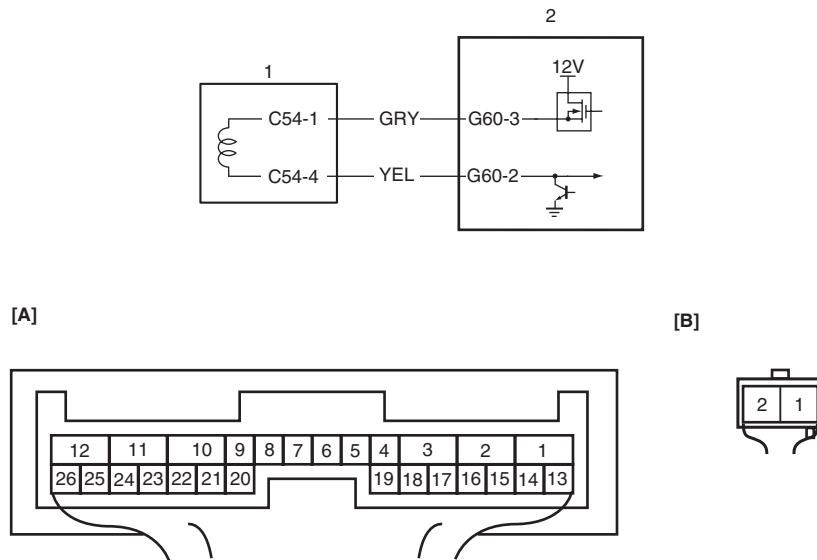 2
1
12V
C54-1 GRY G60-3
C54-4 YEL G60-2
[A]
[B]
2 1
12 11 10 9 8 7 6 5 4 3 2 1
26 25 24 23 22 21 20 19 18 17 16 15 14 13